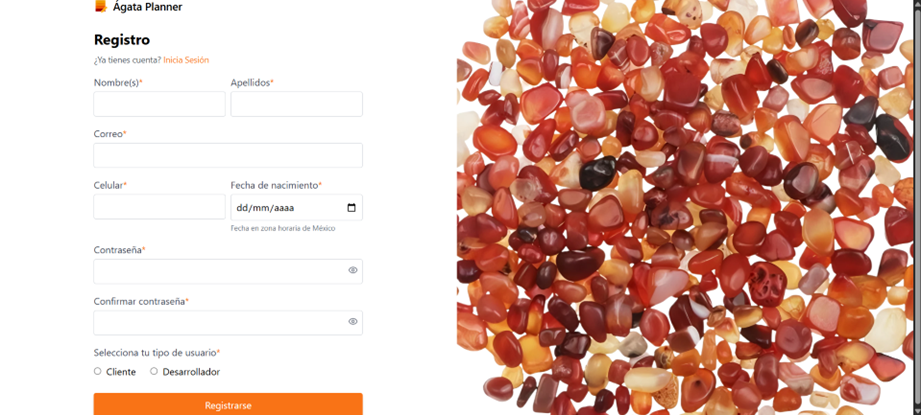 Ágata Planner
Registro
¿Ya tienes cuenta? Inicia Sesión
Nombre(s)* Apellidos*
Correo*
Celular* Fecha de nacimiento*
dd/mm/aaaa
Fecha en zona horaria de México
Contraseña*
Confirmar contraseña*
Selecciona tu tipo de usuario*
Cliente Desarrollador
Registrarse